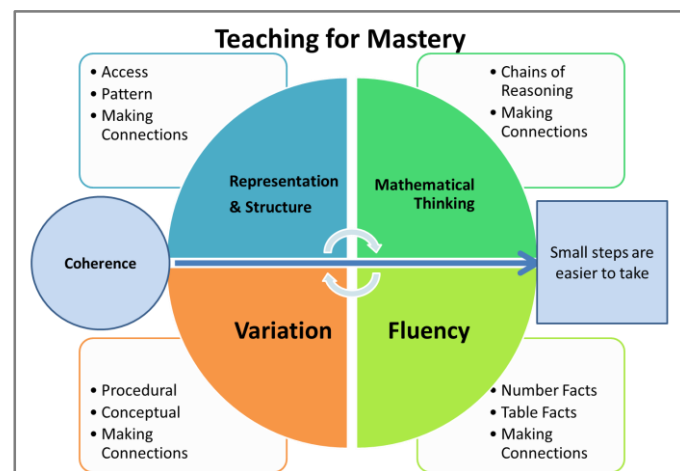 Teaching for Mastery
• Access
• Pattern
• Making
Connections
• Chains of
Reasoning
• Making
Connections
Representation
& Structure
Mathematical
Thinking
Coherence
Small steps are
easier to take
Variation
Fluency
• Procedural
• Conceptual
• Making
Connections
• Number Facts
• Table Facts
• Making
Connections